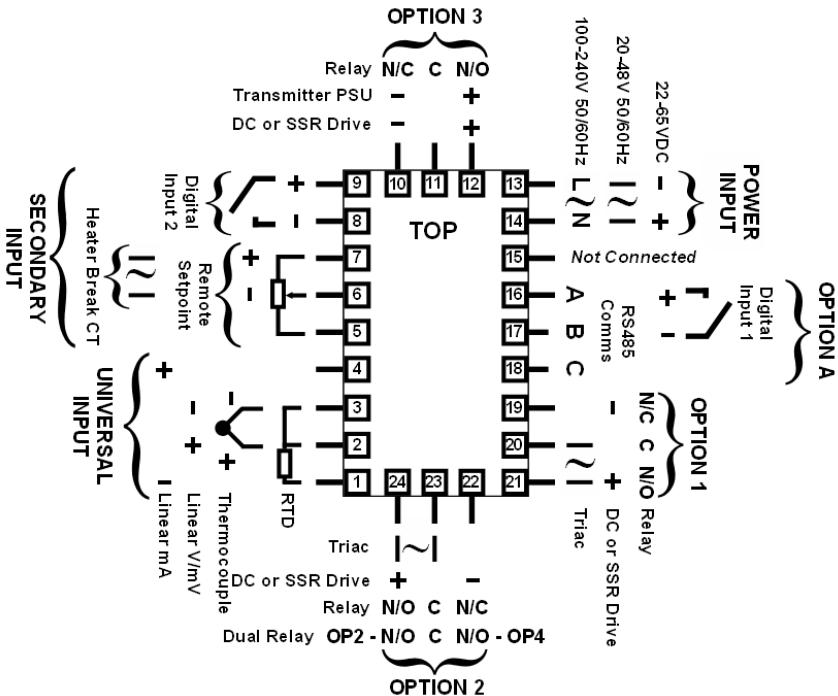 OPTION 3
Relay N/C C N/O
Transmitter PSU - +
DC or SSR Drive - +
100-240V 50/60Hz L ~ N
20-48V 50/60Hz ~
22-65VDC - +
POWER INPUT
TOP
9 10 11 12 13
8 14
7 15
6 16
5 17
4 18
3 19
2 20
1 24 23 22 21
Digital Input 2 + -
Remote Setpoint + -
Heater Break CT ~
SECONDARY INPUT
UNIVERSAL INPUT
RTD
Thermocouple - +
Linear V/mV - +
Linear mA + -
Not Connected
A B C
RS485 Comms
Digital Input 1 + -
OPTION A
OPTION 1
N/C C N/O Relay
- + DC or SSR Drive
~ Triac
Triac ~
DC or SSR Drive + -
Relay N/O C N/C
Dual Relay OP2 - N/O C N/O - OP4
OPTION 2